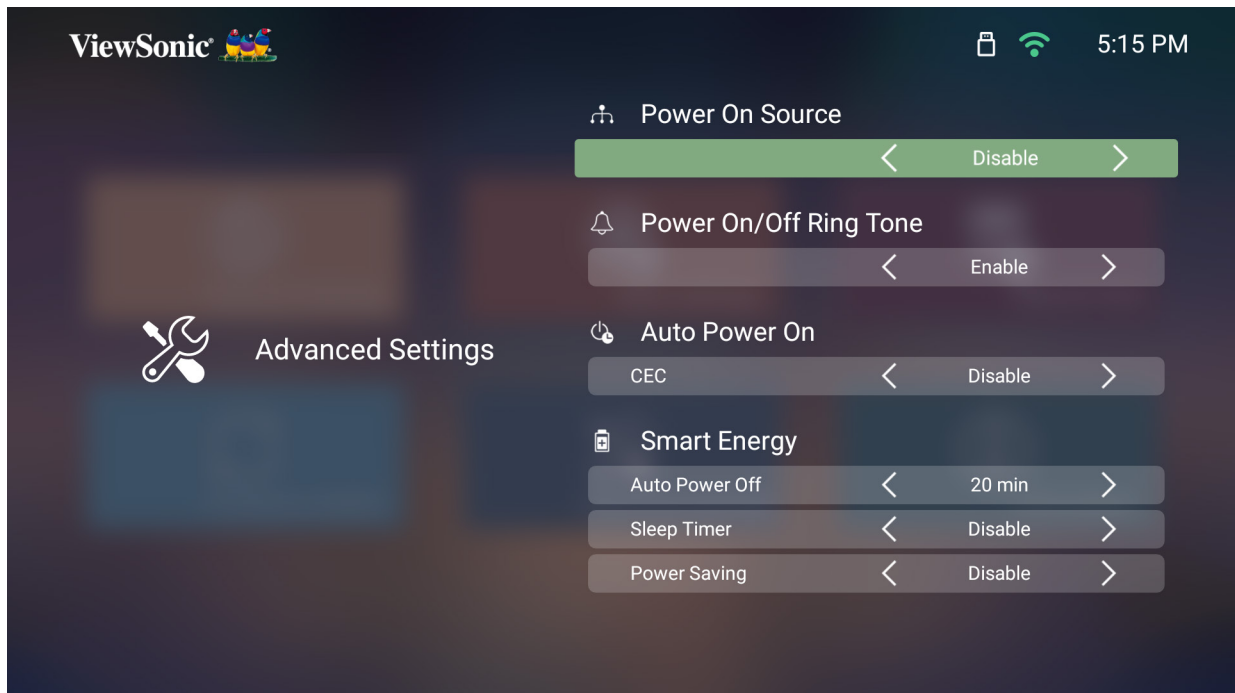 ViewSonic®
5:15 PM
Power On Source
Disable
Power On/Off Ring Tone
Enable
Advanced Settings
Auto Power On
CEC Disable
Smart Energy
Auto Power Off 20 min
Sleep Timer Disable
Power Saving Disable